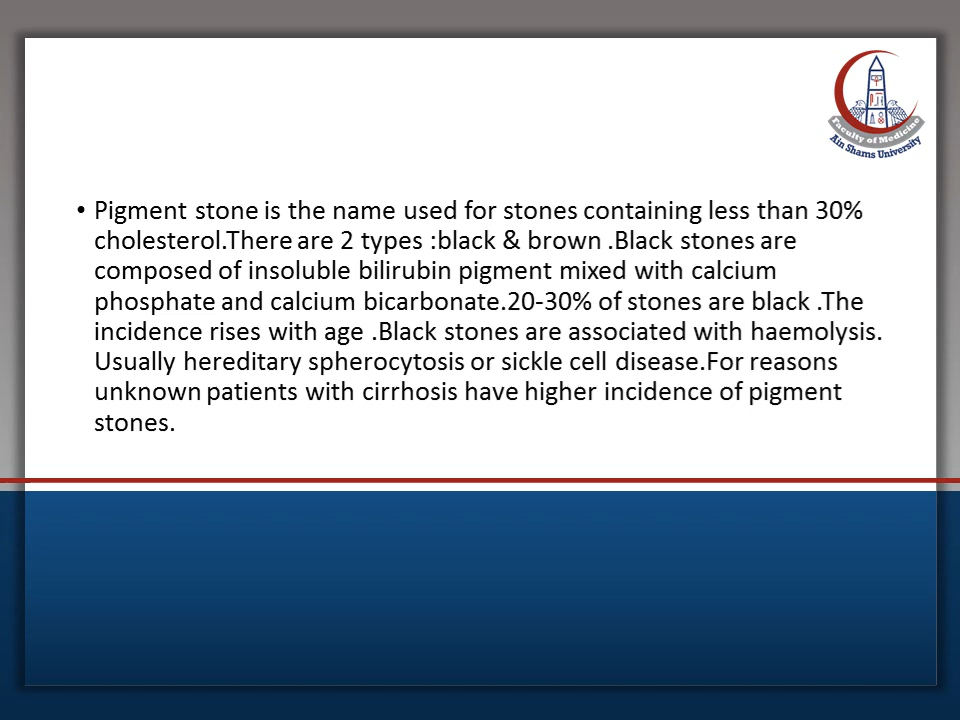 Faculty of Medicine
Ain Shams University
• Pigment stone is the name used for stones containing less than 30%
cholesterol.There are 2 types :black & brown .Black stones are
composed of insoluble bilirubin pigment mixed with calcium
phosphate and calcium bicarbonate.20-30% of stones are black .The
incidence rises with age .Black stones are associated with haemolysis.
Usually hereditary spherocytosis or sickle cell disease.For reasons
unknown patients with cirrhosis have higher incidence of pigment
stones.